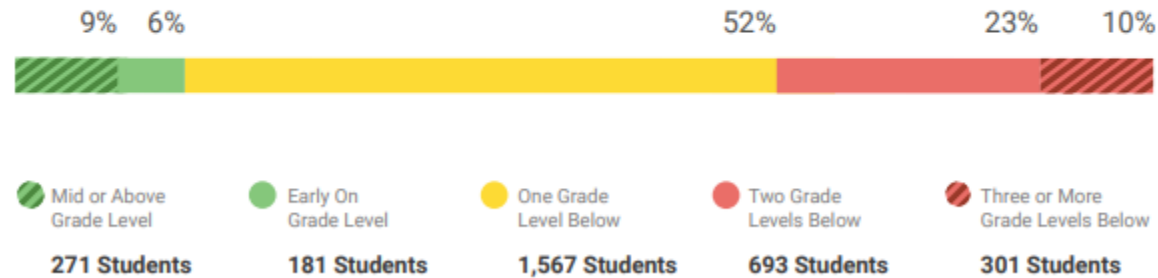 9% 6% 52% 23% 10%
Mid or Above
Grade Level
271 Students
Early On
Grade Level
181 Students
One Grade
Level Below
1,567 Students
Two Grade
Levels Below
693 Students
Three or More
Grade Levels Below
301 Students